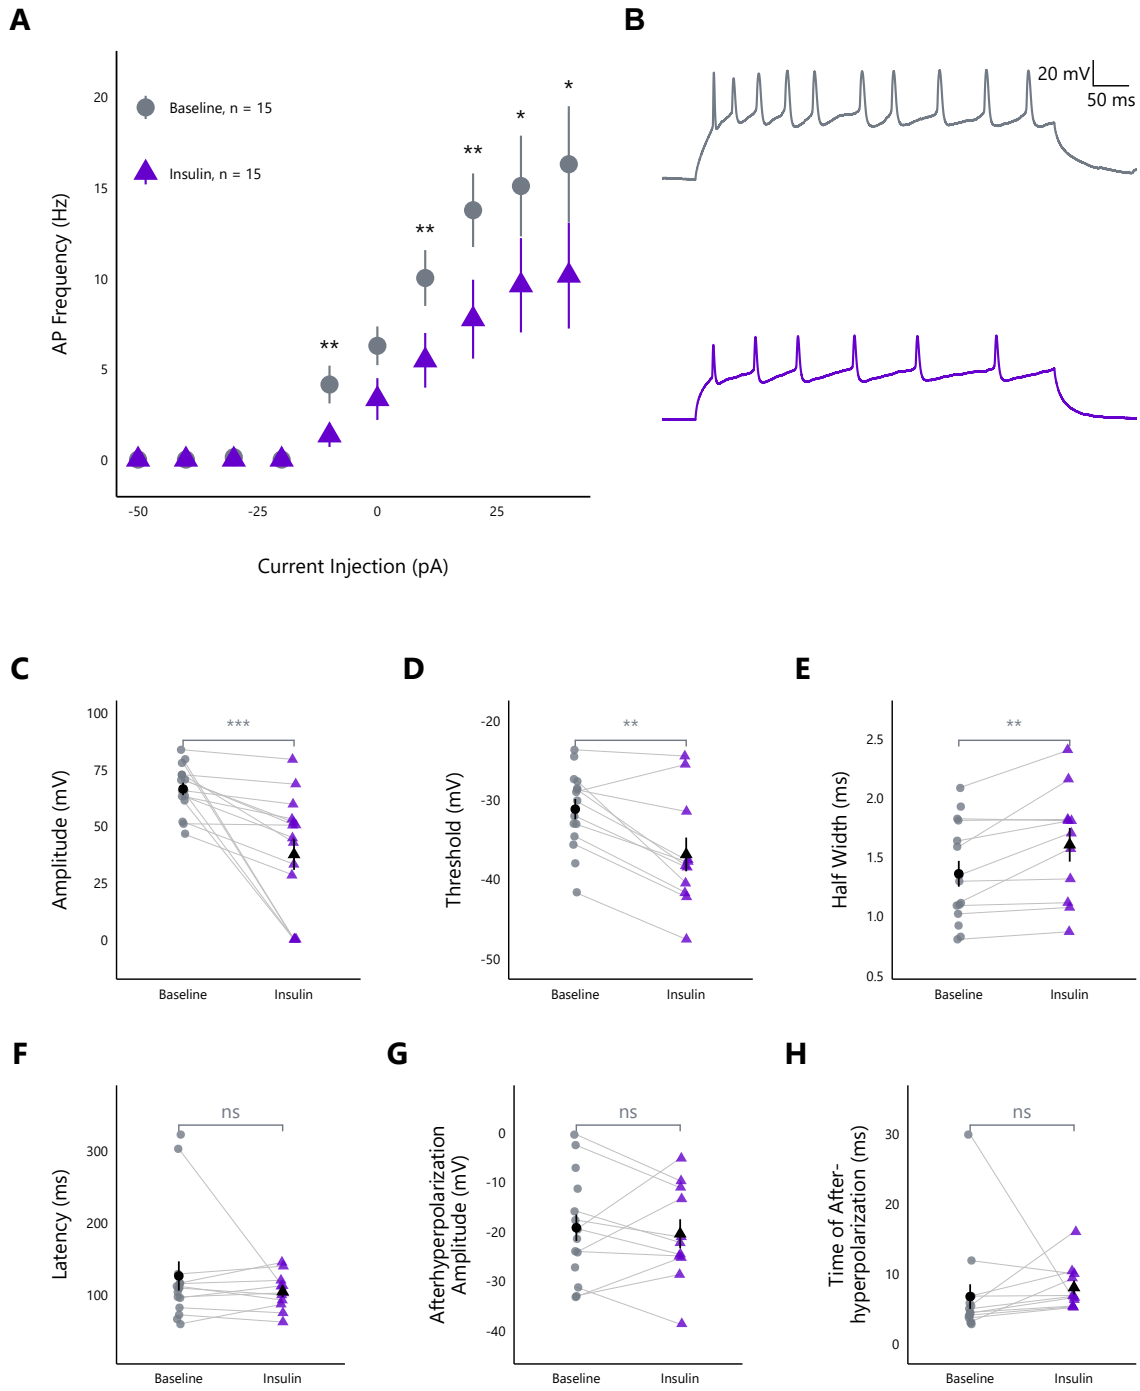 A
B
20
15
10
5
0
AP Frequency (Hz)
Baseline, n = 15
Insulin, n = 15
**
**
**
*
*
-50
-25
0
25
Current Injection (pA)
20 mV
50 ms
C
Amplitude (mV)
100
75
50
25
0
***
Baseline
Insulin
D
Threshold (mV)
-20
-30
-40
-50
**
Baseline
Insulin
E
Half Width (ms)
2.5
2.0
1.5
1.0
0.5
**
Baseline
Insulin
F
Latency (ms)
300
200
100
ns
Baseline
Insulin
G
Afterhyperpolarization
Amplitude (mV)
0
-10
-20
-30
-40
ns
Baseline
Insulin
H
Time of After-
hyperpolarization (ms)
30
20
10
0
ns
Baseline
Insulin